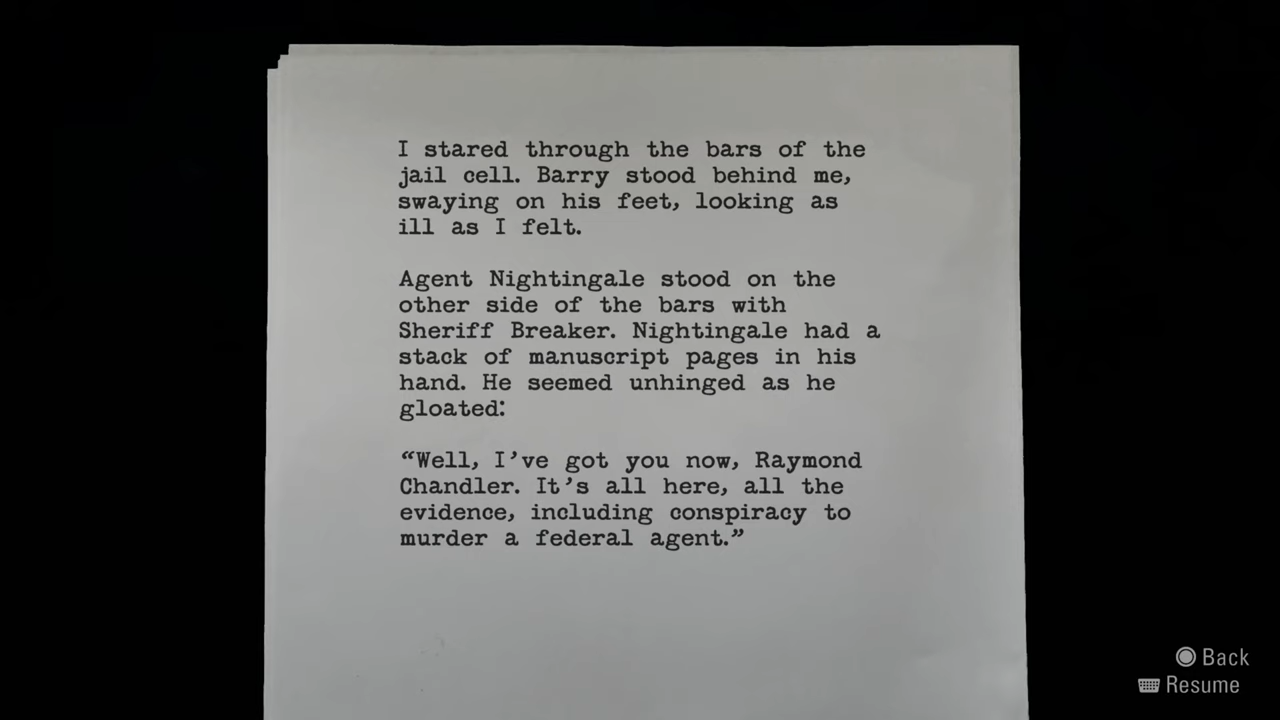 I stared through the bars of the
jail cell. Barry stood behind me,
swaying on his feet, looking as
ill as I felt.
Agent Nightingale stood on the
other side of the bars with
Sheriff Breaker. Nightingale had a
stack of manuscript pages in his
hand. He seemed unhinged as he
gloated:
“Well, I’ve got you now, Raymond
Chandler. It’s all here, all the
evidence, including conspiracy to
murder a federal agent.”
Back
Resume